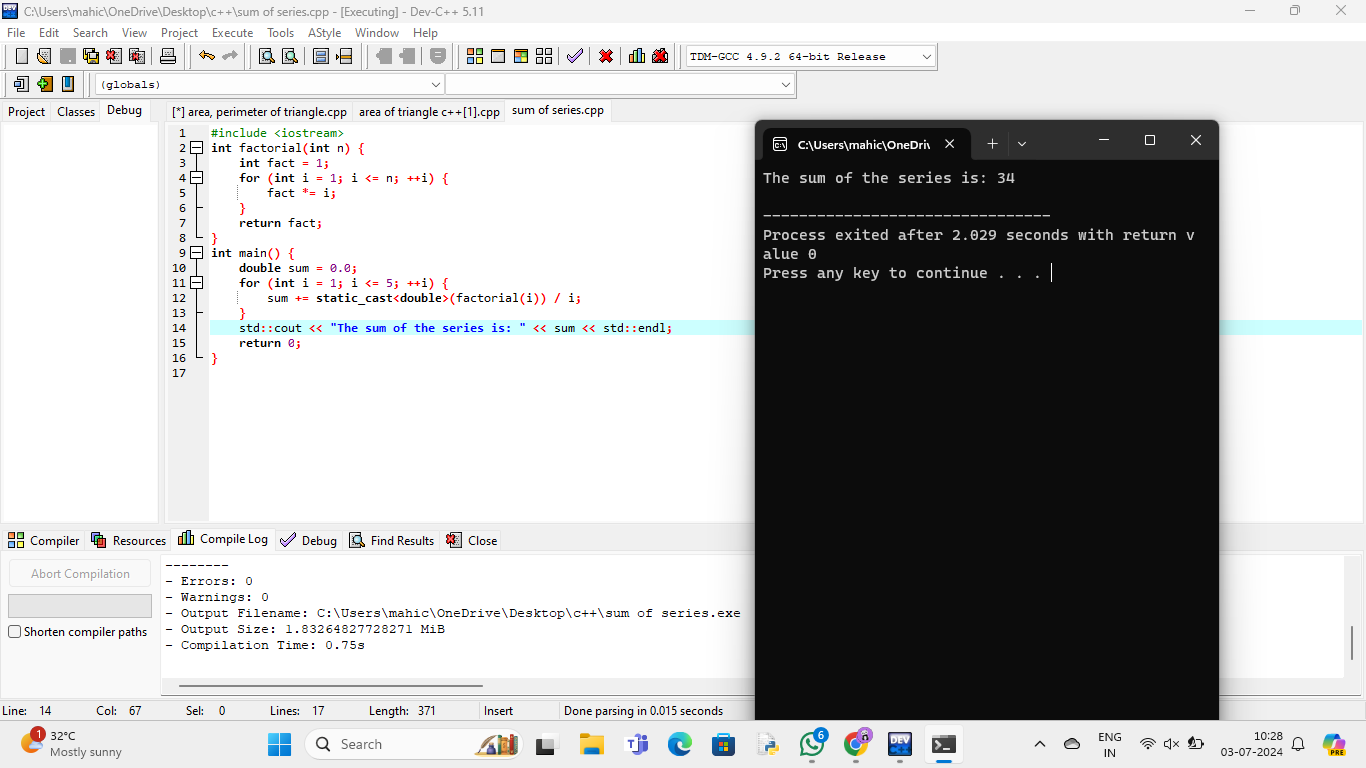 C:\Users\mahic\OneDrive\Desktop\c++\sum of series.cpp - [Executing] - Dev-C++ 5.11
File Edit Search View Project Execute Tools AStyle Window Help
TDM-GCC 4.9.2 64-bit Release
(globals)
Project Classes Debug
[*] area, perimeter of triangle.cpp area of triangle c++[1].cpp sum of series.cpp
1 #include <iostream>
2 int factorial(int n) {
3 int fact = 1;
4 for (int i = 1; i <= n; ++i) {
5 fact *= i;
6 }
7 return fact;
8 }
9 int main() {
10 double sum = 0.0;
11 for (int i = 1; i <= 5; ++i) {
12 sum += static_cast<double>(factorial(i)) / i;
13 }
14 std::cout << "The sum of the series is: " << sum << std::endl;
15 return 0;
16 }
17
C:\Users\mahic\OneDri
The sum of the series is: 34
--------------------------------
Process exited after 2.029 seconds with return v
alue 0
Press any key to continue . . .
Compiler Resources Compile Log Debug Find Results Close
Abort Compilation
Shorten compiler paths
--------
- Errors: 0
- Warnings: 0
- Output Filename: C:\Users\mahic\OneDrive\Desktop\c++\sum of series.exe
- Output Size: 1.83264827728271 MiB
- Compilation Time: 0.75s
Line: 14 Col: 67 Sel: 0 Lines: 17 Length: 371 Insert Done parsing in 0.015 seconds
1
32°C
Mostly sunny
Search
6
DEV
ENG
IN
10:28
03-07-2024
PRE